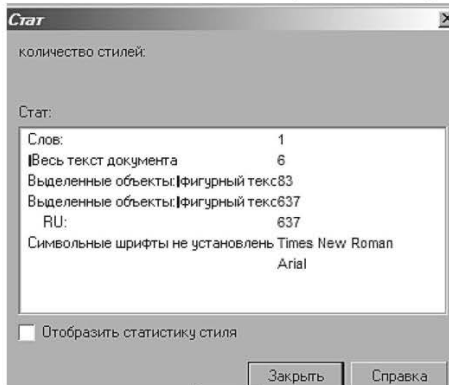 Стат
количество стилей:
Стат:
Слов: 1
|Весь текст документа 6
Выделенные объекты:|фигурный текс83
Выделенные объекты:|фигурный текс637
RU: 637
Символьные шрифты не установлень Times New Roman
Arial
Отобразить статистику стиля
Закрыть Справка